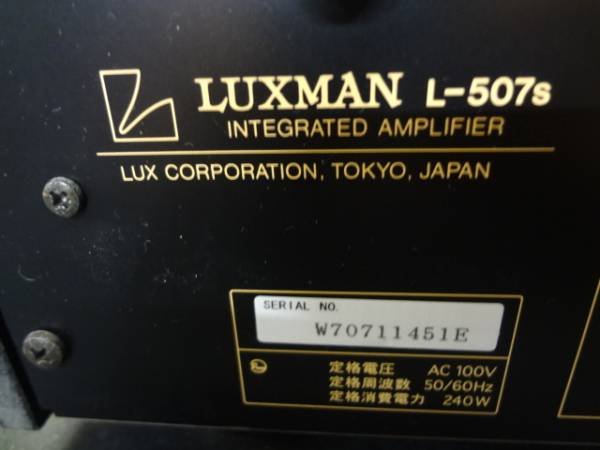 LUXMAN L-507s
INTEGRATED AMPLIFIER
LUX CORPORATION, TOKYO, JAPAN
SERIAL NO.
W70711451E
定格電圧 AC 100V
定格周波数 50/60Hz
定格消費電力 240W